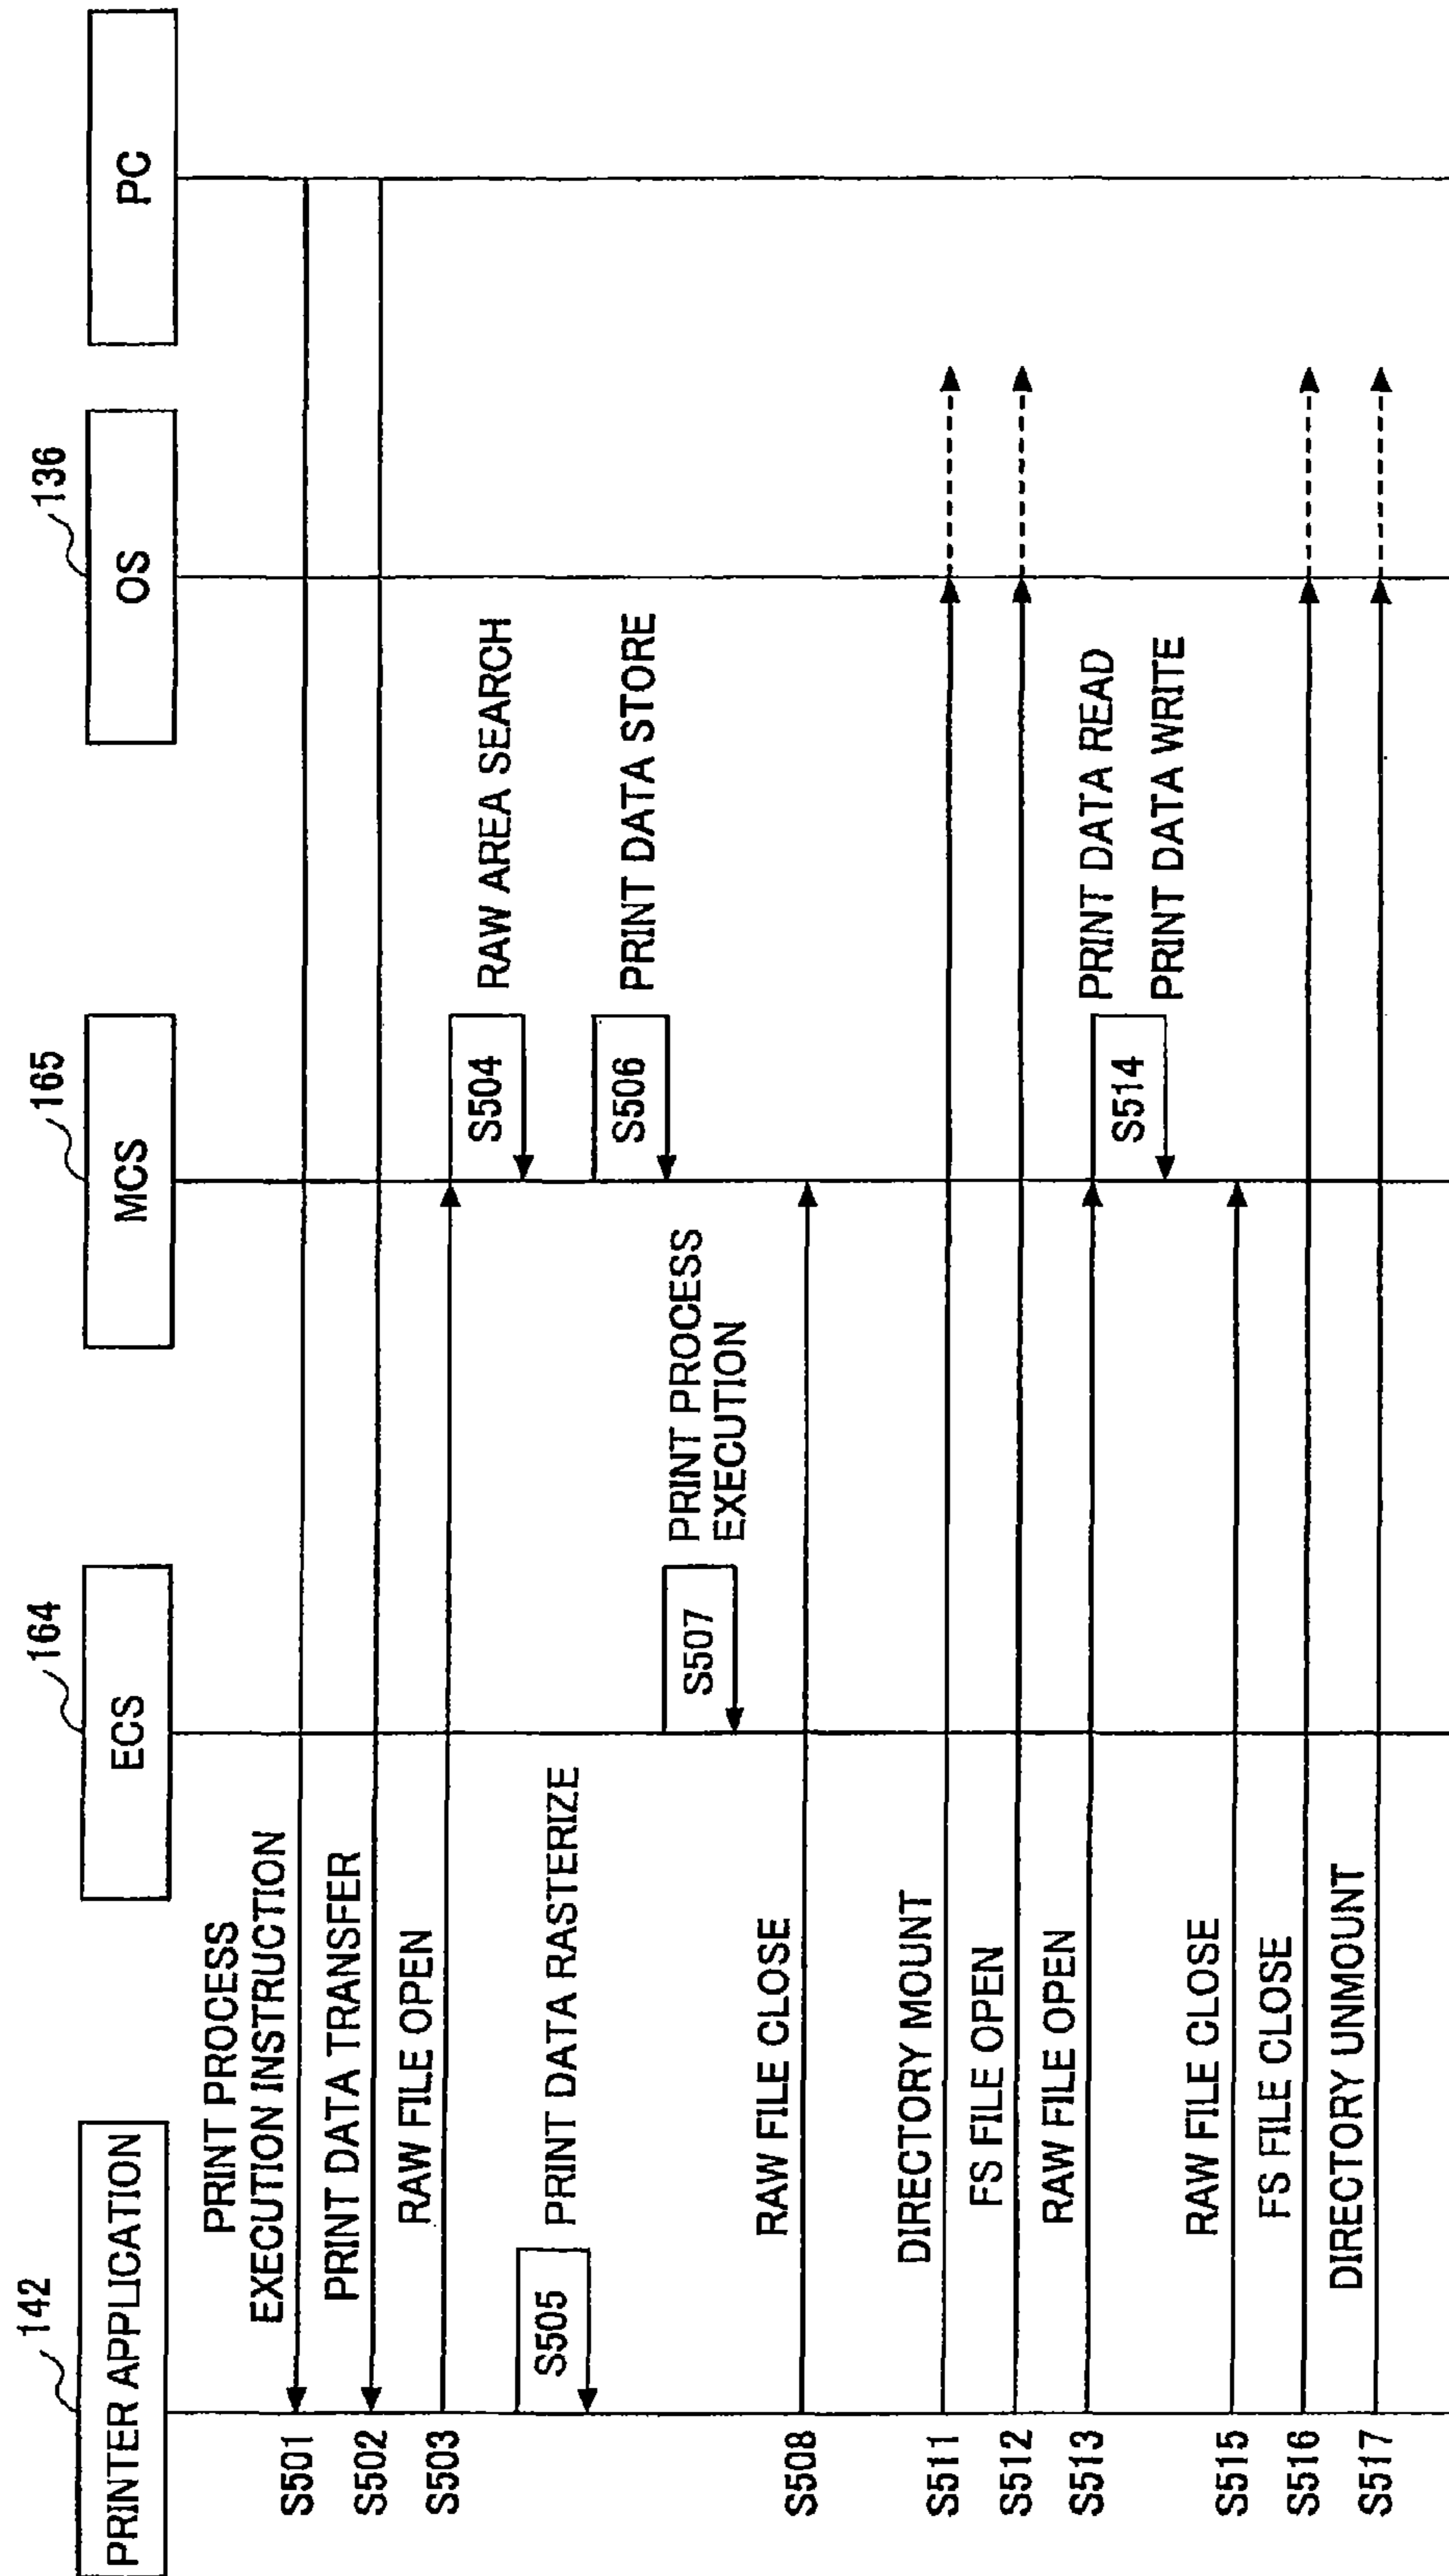 142
PRINTER APPLICATION
164
ECS
165
MCS
136
OS
PC
S501
PRINT PROCESS
EXECUTION INSTRUCTION
S502
PRINT DATA TRANSFER
S503
RAW FILE OPEN
S504
RAW AREA SEARCH
S505
PRINT DATA RASTERIZE
S506
PRINT DATA STORE
S507
PRINT PROCESS
EXECUTION
S508
RAW FILE CLOSE
S511
DIRECTORY MOUNT
S512
FS FILE OPEN
S513
RAW FILE OPEN
S514
PRINT DATA READ
PRINT DATA WRITE
S515
RAW FILE CLOSE
S516
FS FILE CLOSE
S517
DIRECTORY UNMOUNT